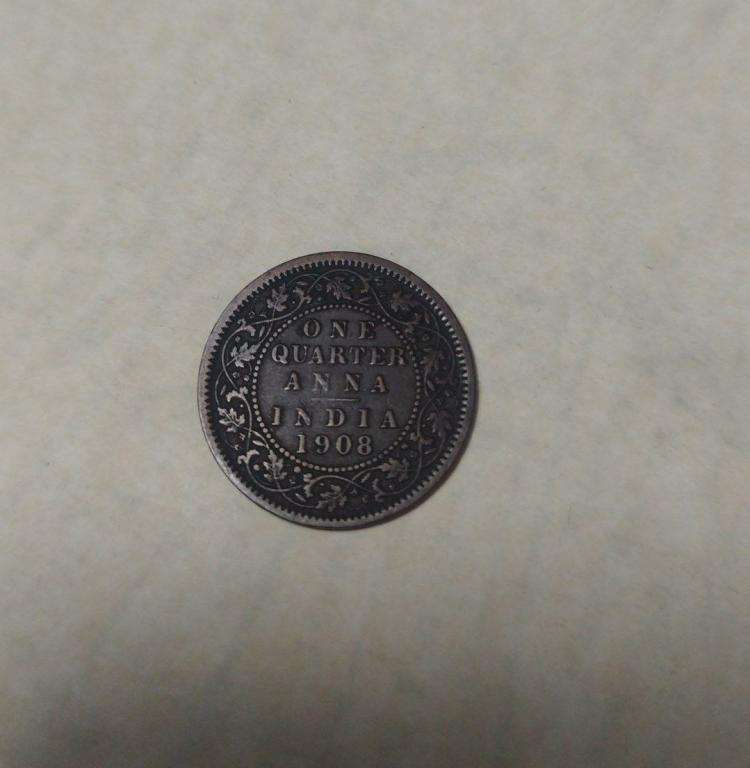 ONE
QUARTER
ANNA
INDIA
1908